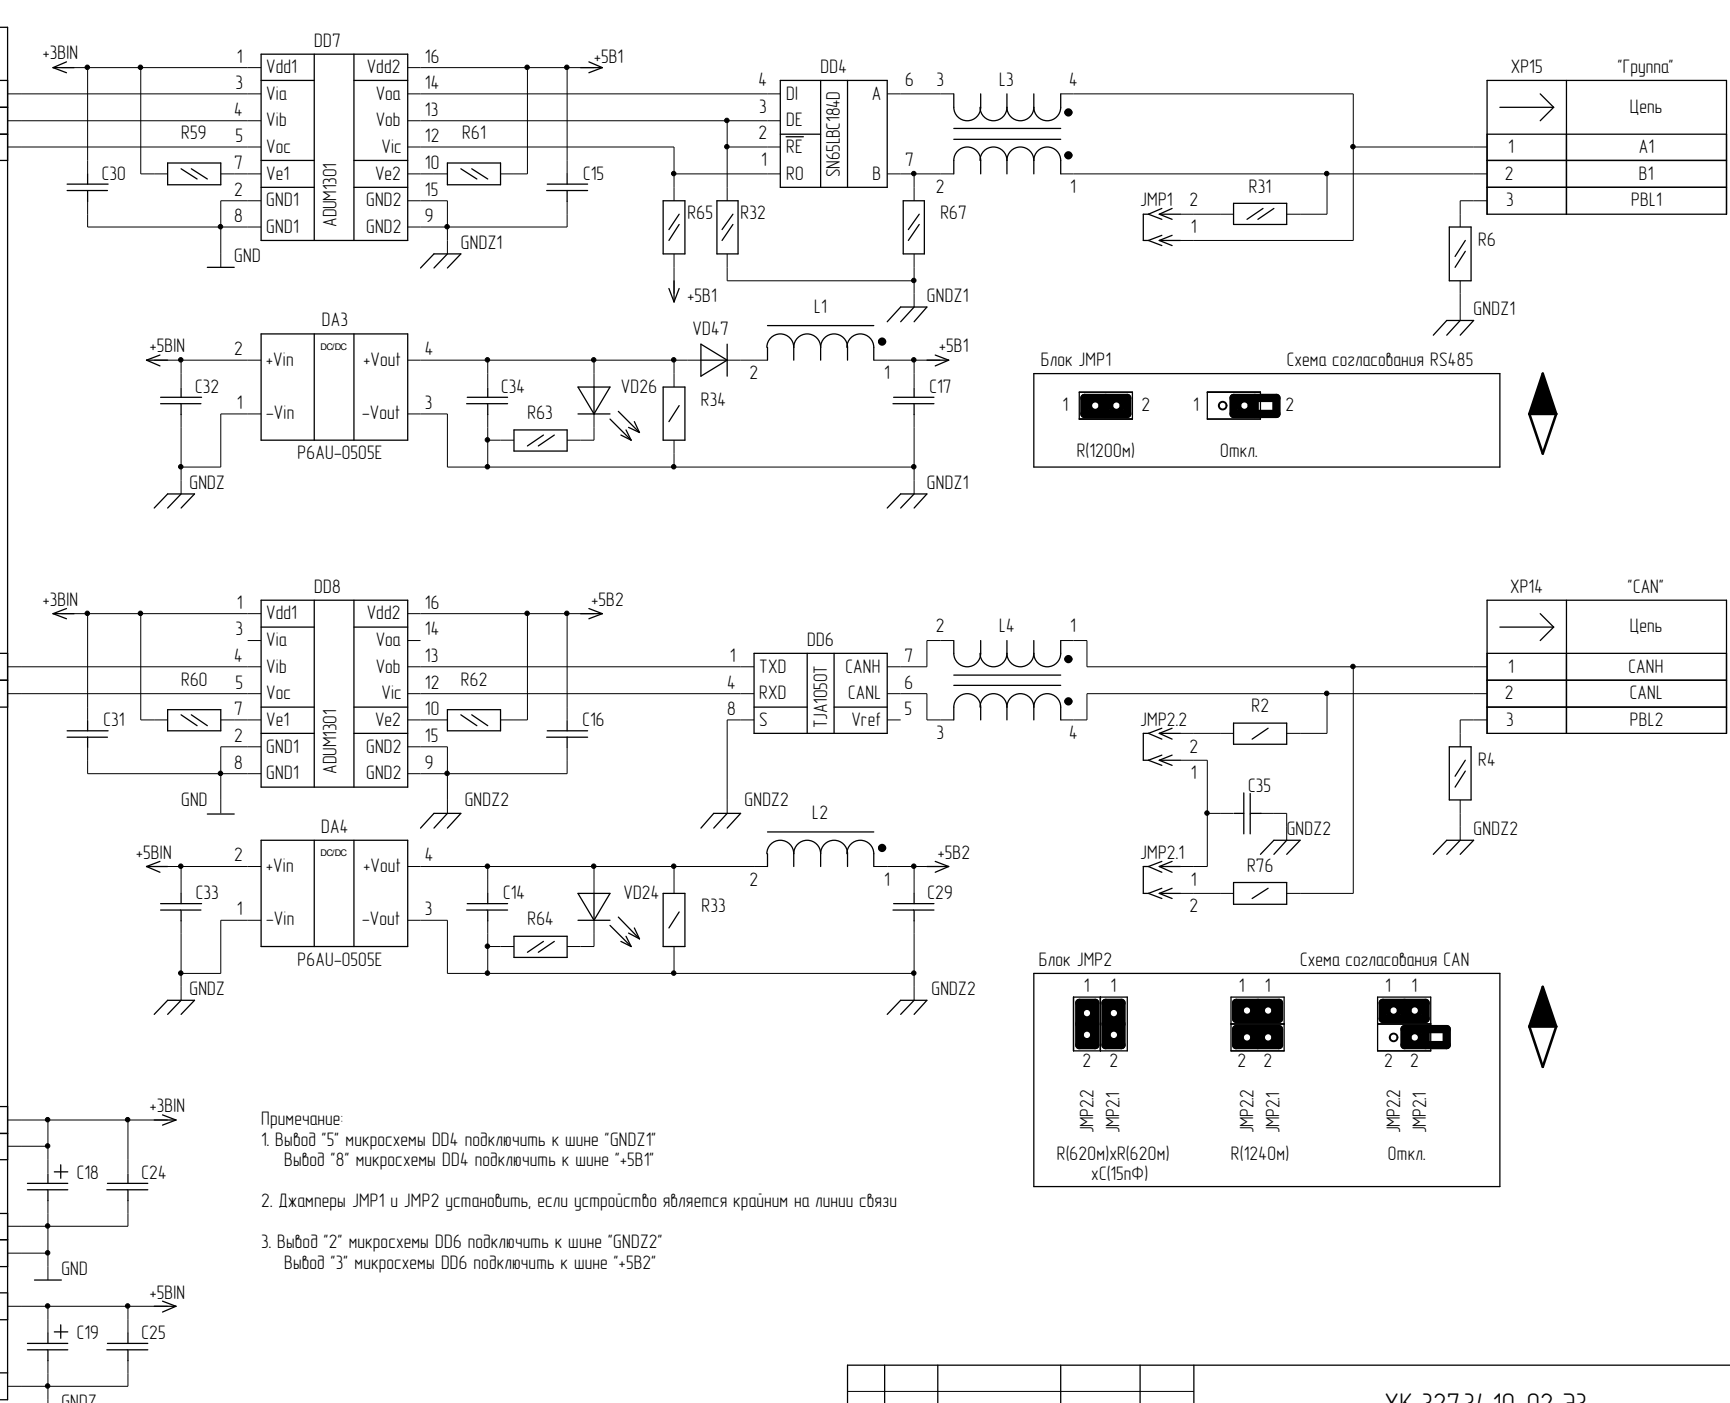 DD7
+3BIN 1 Vdd1 Vdd2 16 +5B1
3 Via Voa 14
4 Vib Vob 13
R59 5 Voc Vic 12 R61
C30 7 Ve1 Ve2 10 C15
2 GND1 GND2 15
8 GND1 GND2 9
ADUM1301
GND GNDZ1
DD4
4 DI A 6 3 L3 4
3 DE
2 RE
1 RO B 7 2 1
SN65LBC184D
R65 R32 R67
+5B1 GNDZ1
JMP1 2 R31
1
XP15 "Группа"
Цепь
1 A1
2 B1
3 PBL1
R6
GNDZ1
DA3
+5BIN 2 +Vin DC/DC +Vout 4 VD47 L1 +5B1
2 1
C32 C34 VD26 R34 C17
1 -Vin -Vout 3 R63
P6AU-0505E
GNDZ GNDZ1
Блок JMP1 Схема согласования RS485
1 2 1 2
R(120Ом) Откл.
DD8
+3BIN 1 Vdd1 Vdd2 16 +5B2
3 Via Voa 14
4 Vib Vob 13
R60 5 Voc Vic 12 R62
C31 7 Ve1 Ve2 10 C16
2 GND1 GND2 15
8 GND1 GND2 9
ADUM1301
GND GNDZ2
DD6
1 TXD CANH 7 2 L4 1
4 RXD CANL 6
8 S Vref 5 3 4
TJA1050T
GNDZ2
JMP2.2 R2
2
1
C35
GNDZ2
JMP2.1 R76
1
2
XP14 "CAN"
Цепь
1 CANH
2 CANL
3 PBL2
R4
GNDZ2
DA4
+5BIN 2 +Vin DC/DC +Vout 4 L2 +5B2
2 1
C33 C14 VD24 R33 C29
1 -Vin -Vout 3 R64
P6AU-0505E
GNDZ GNDZ2
Блок JMP2 Схема согласования CAN
1 1 1 1 1 1
2 2 2 2 2 2
JMP2.2 JMP2.1 JMP2.2 JMP2.1 JMP2.2 JMP2.1
R(62Ом)xR(62Ом) R(124Ом) Откл.
xC(15пФ)
+3BIN
C18 C24
GND
+5BIN
C19 C25
GNDZ
Примечание:
1. Вывод "5" микросхемы DD4 подключить к шине "GNDZ1"
Вывод "8" микросхемы DD4 подключить к шине "+5B1"
2. Джамперы JMP1 и JMP2 установить, если устройство является крайним на линии связи
3. Вывод "2" микросхемы DD6 подключить к шине "GNDZ2"
Вывод "3" микросхемы DD6 подключить к шине "+5B2"